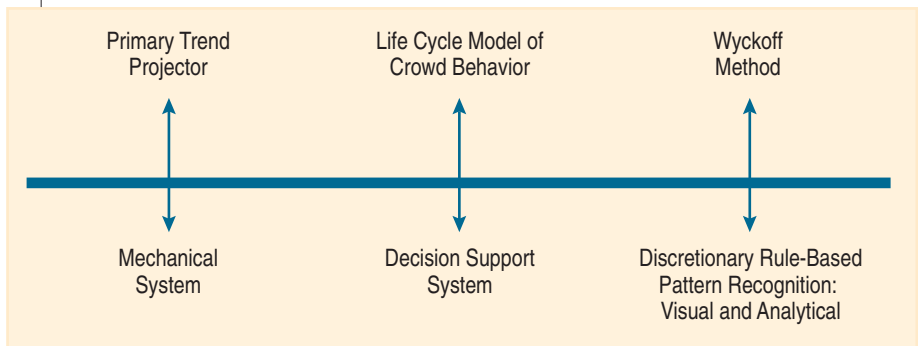 Primary Trend
Projector
Life Cycle Model of
Crowd Behavior
Wyckoff
Method
Mechanical
System
Decision Support
System
Discretionary Rule-Based
Pattern Recognition:
Visual and Analytical